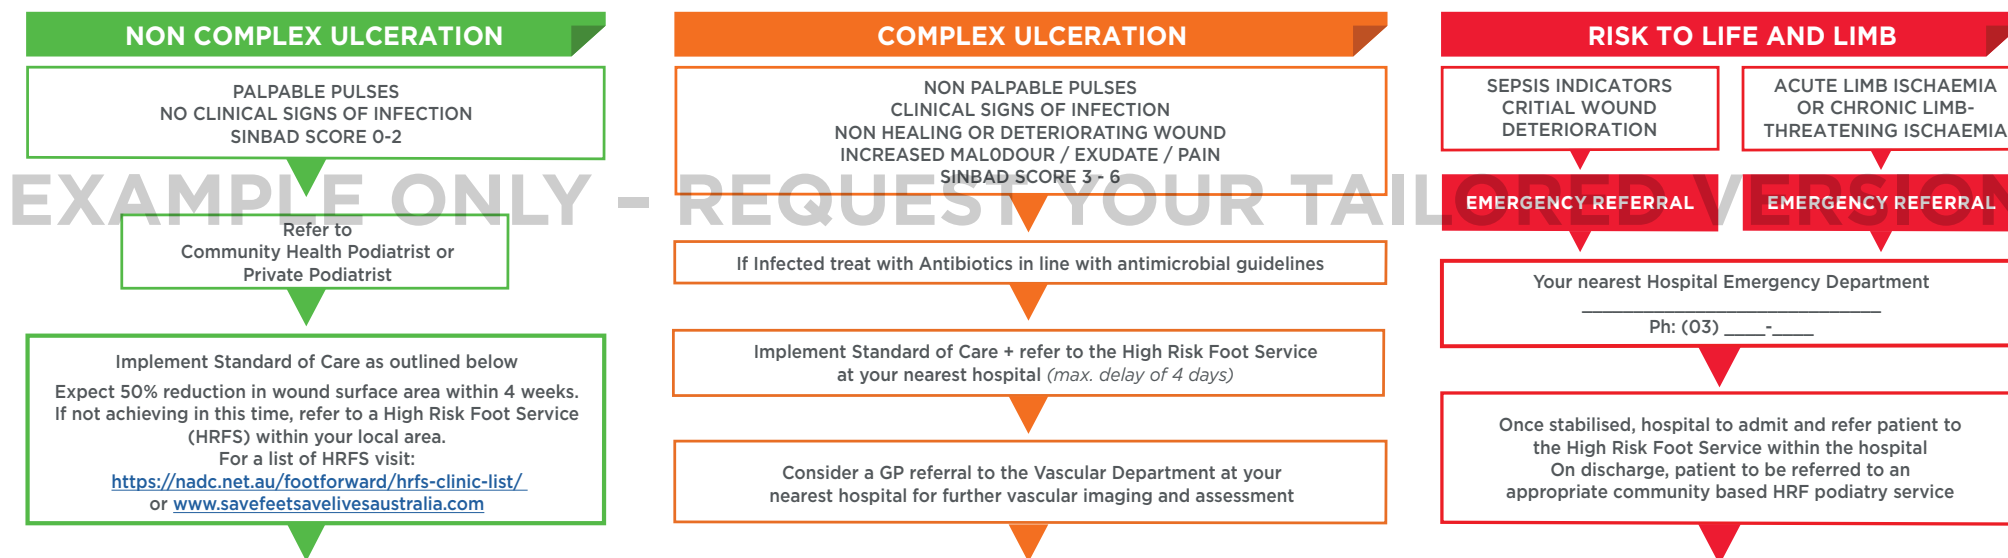 NON COMPLEX ULCERATION
PALPABLE PULSES
NO CLINICAL SIGNS OF INFECTION
SINBAD SCORE 0-2
Refer to
Community Health Podiatrist or
Private Podiatrist
Implement Standard of Care as outlined below
Expect 50% reduction in wound surface area within 4 weeks.
If not achieving in this time, refer to a High Risk Foot Service
(HRFS) within your local area.
For a list of HRFS visit:
https://nadc.net.au/footforward/hrfs-clinic-list/
or www.savefeetsavelivesaustralia.com
COMPLEX ULCERATION
NON PALPABLE PULSES
CLINICAL SIGNS OF INFECTION
NON HEALING OR DETERIORATING WOUND
INCREASED MAL0DOUR / EXUDATE / PAIN
SINBAD SCORE 3 - 6
If Infected treat with Antibiotics in line with antimicrobial guidelines
Implement Standard of Care + refer to the High Risk Foot Service
at your nearest hospital (max. delay of 4 days)
Consider a GP referral to the Vascular Department at your
nearest hospital for further vascular imaging and assessment
RISK TO LIFE AND LIMB
SEPSIS INDICATORS
CRITIAL WOUND
DETERIORATION
EMERGENCY REFERRAL
ACUTE LIMB ISCHAEMIA
OR CHRONIC LIMB-
THREATENING ISCHAEMIA
EMERGENCY REFERRAL
Your nearest Hospital Emergency Department
____________________________
Ph: (03) ____-____
Once stabilised, hospital to admit and refer patient to
the High Risk Foot Service within the hospital
On discharge, patient to be referred to an
appropriate community based HRF podiatry service
EXAMPLE ONLY – REQUEST YOUR TAILORED VERSION